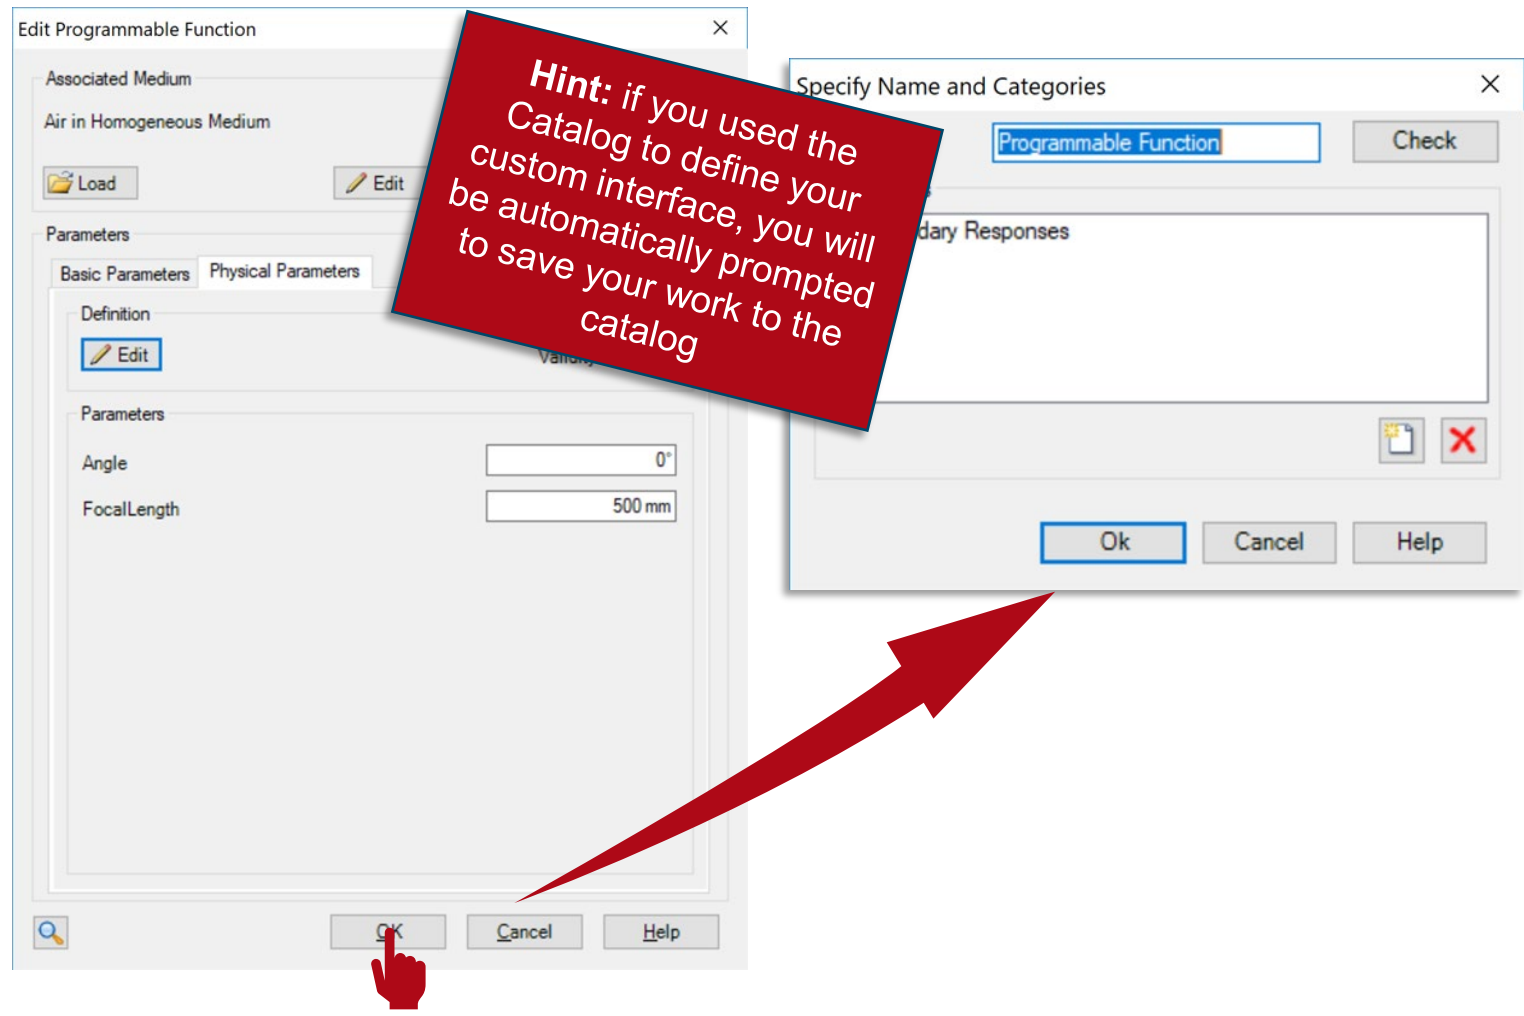 Edit Programmable Function
Associated Medium
Air in Homogeneous Medium
Load
Edit
Parameters
Basic Parameters
Physical Parameters
Definition
Edit
Parameters
Angle
0°
FocalLength
500 mm
OK
Cancel
Help
Hint: if you used the
Catalog to define your
custom interface, you will
be automatically prompted
to save your work to the
catalog
Specify Name and Categories
Programmable Function
Check
Responses
Ok
Cancel
Help